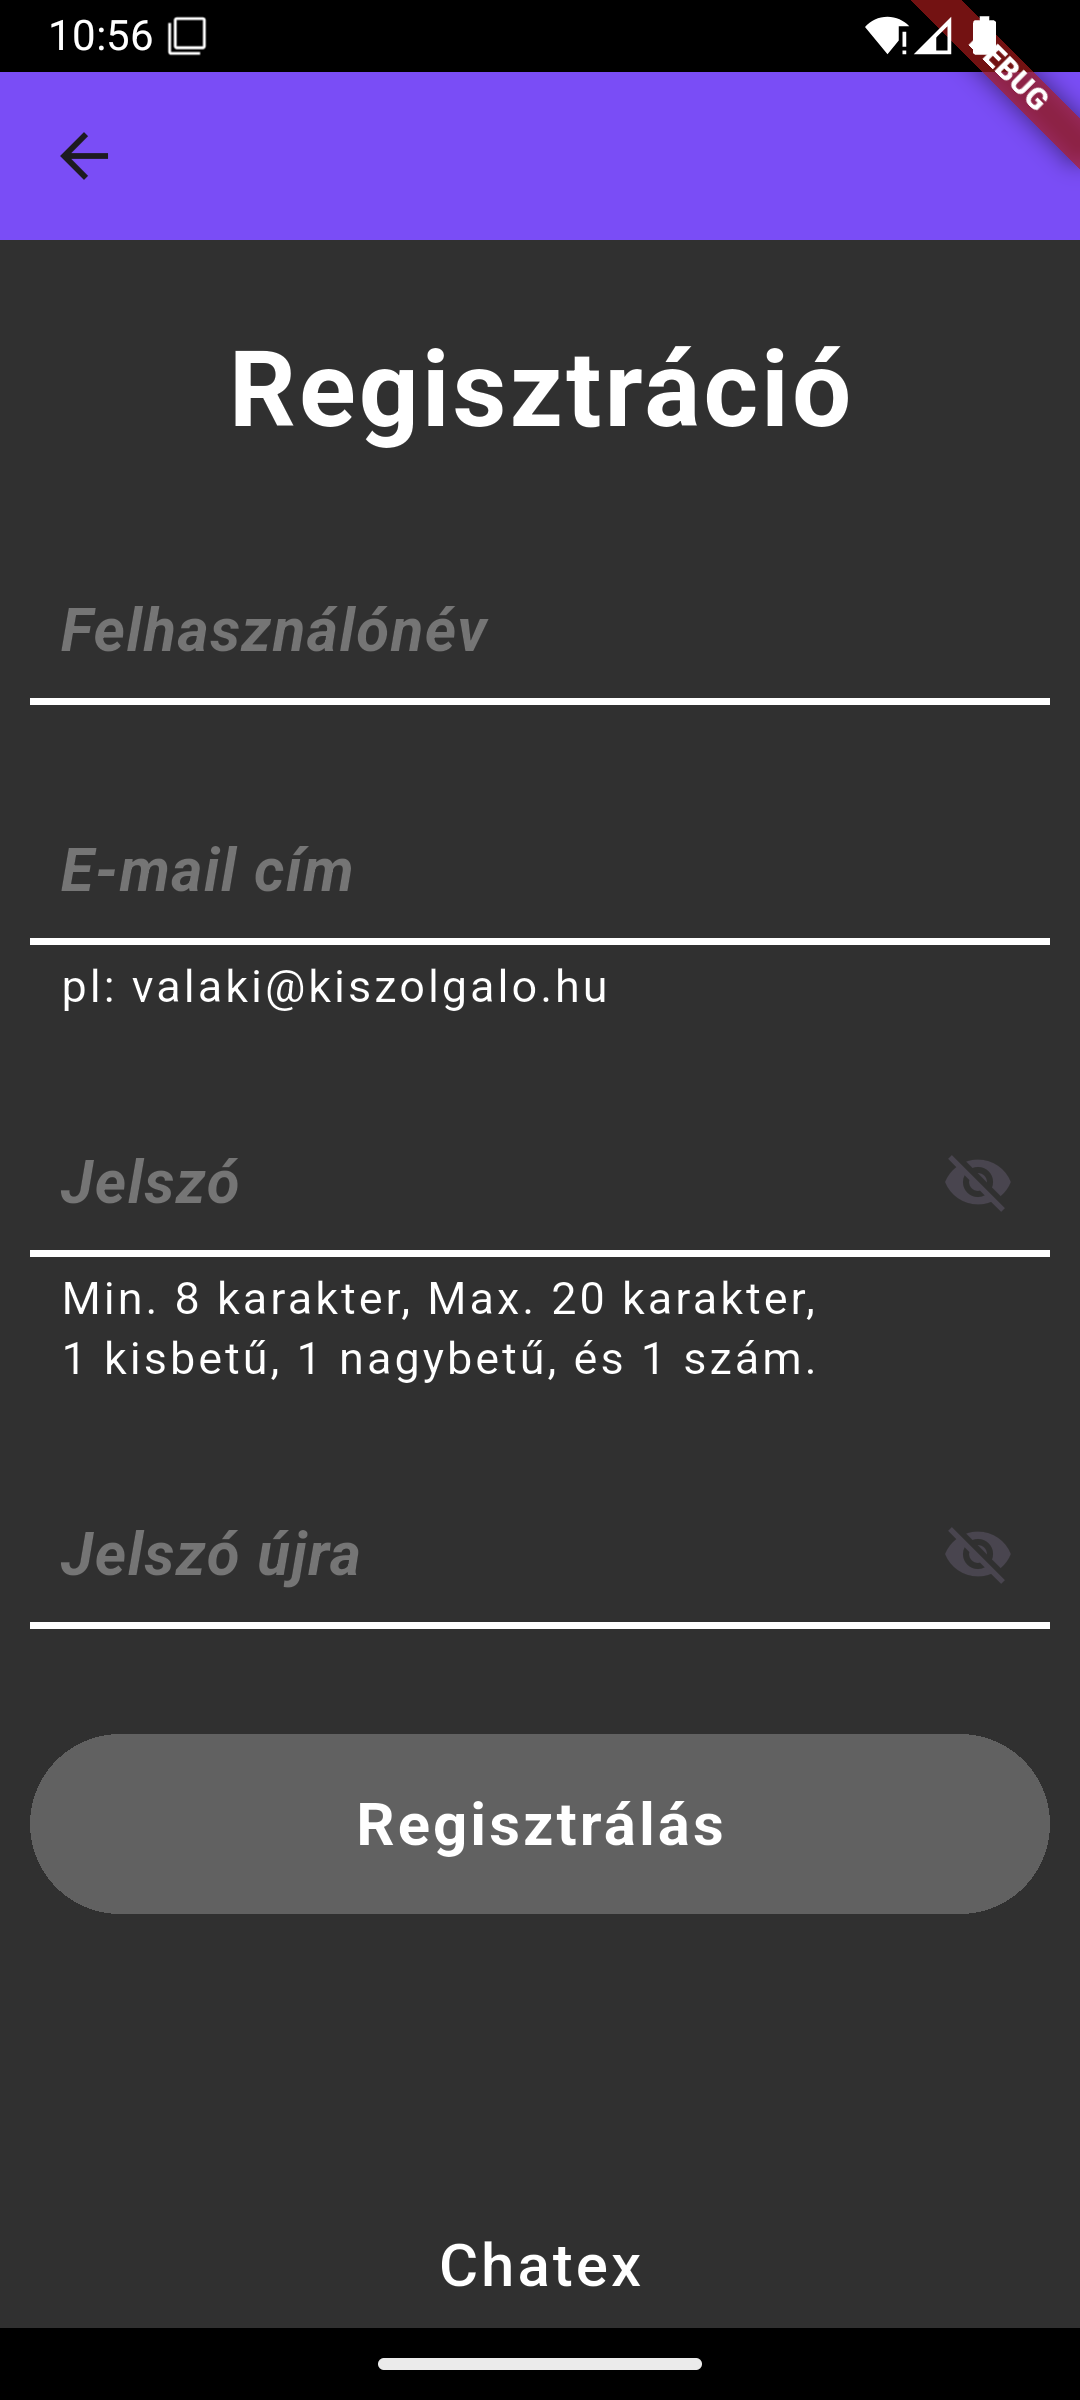 10:56
EBUG
Regisztráció
Felhasználónév
E-mail cím
pl: valaki@kiszolgalo.hu
Jelszó
Min. 8 karakter, Max. 20 karakter,
1 kisbetű, 1 nagybetű, és 1 szám.
Jelszó újra
Regisztrálás
Chatex